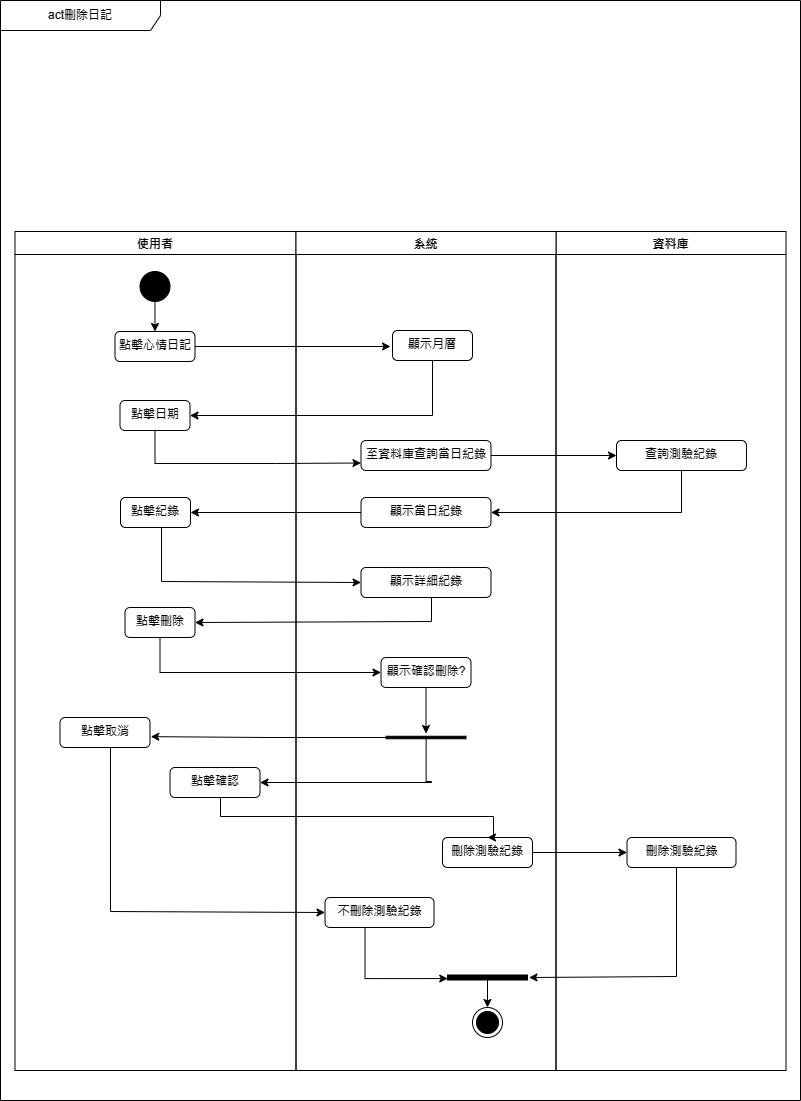 act刪除日記
使用者
系統
資料庫
點擊心情日記
顯示月曆
點擊日期
至資料庫查詢當日紀錄
查詢測驗紀錄
點擊紀錄
顯示當日紀錄
顯示詳細紀錄
點擊刪除
顯示確認刪除?
點擊取消
點擊確認
刪除測驗紀錄
刪除測驗紀錄
不刪除測驗紀錄